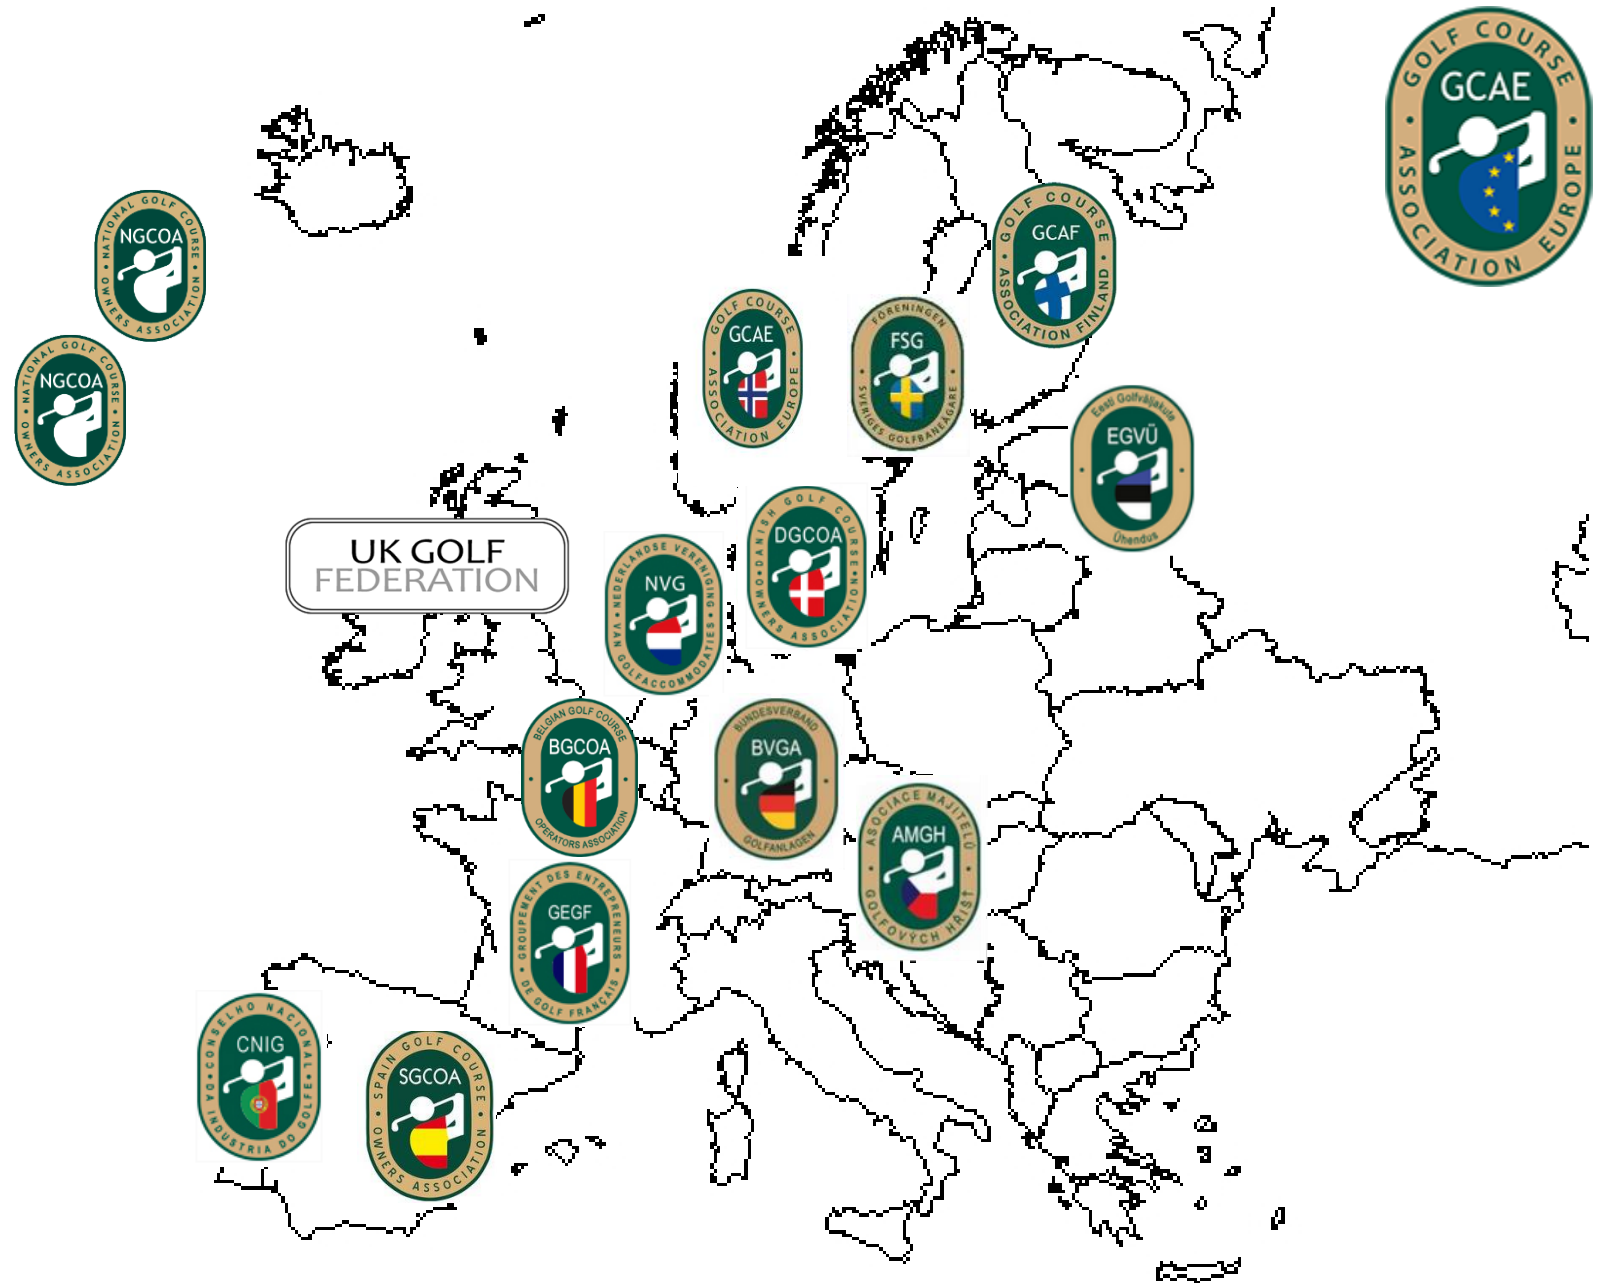 GOLF COURSE
GCAE
ASSOCIATION EUROPE
NATIONAL GOLF COURSE
NGCOA
OWNERS ASSOCIATION
GOLF COURSE
GCAF
ASSOCIATION FINLAND
GOLF COURSE
GCAE
ASSOCIATION EUROPE
FÖRENINGEN
FSG
SVERIGES GOLFBANEÄGARE
NATIONAL GOLF COURSE
NGCOA
OWNERS ASSOCIATION
Eesti Golfväljakute
EGVÜ
Ühendus
DANISH GOLF COURSE
DGCOA
OWNERS ASSOCIATION
UK GOLF
FEDERATION
NEDERLANDSE VERENIGING
NVG
VAN GOLFACCOMMODATIES
BELGIAN GOLF COURSE
BGCOA
OPERATORS ASSOCIATION
BUNDESVERBAND
BVGA
GOLFANLAGEN
ASOCIACE MAJITELŮ
AMGH
GOLFOVÝCH HŘIŠŤ
GROUPEMENT DES ENTREPRENEURS
GEGF
DE GOLF FRANÇAIS
CONSELHO NACIONAL
CNIG
DA INDUSTRIA DO GOLFE
SPAIN GOLF COURSE
SGCOA
OWNERS ASSOCIATION